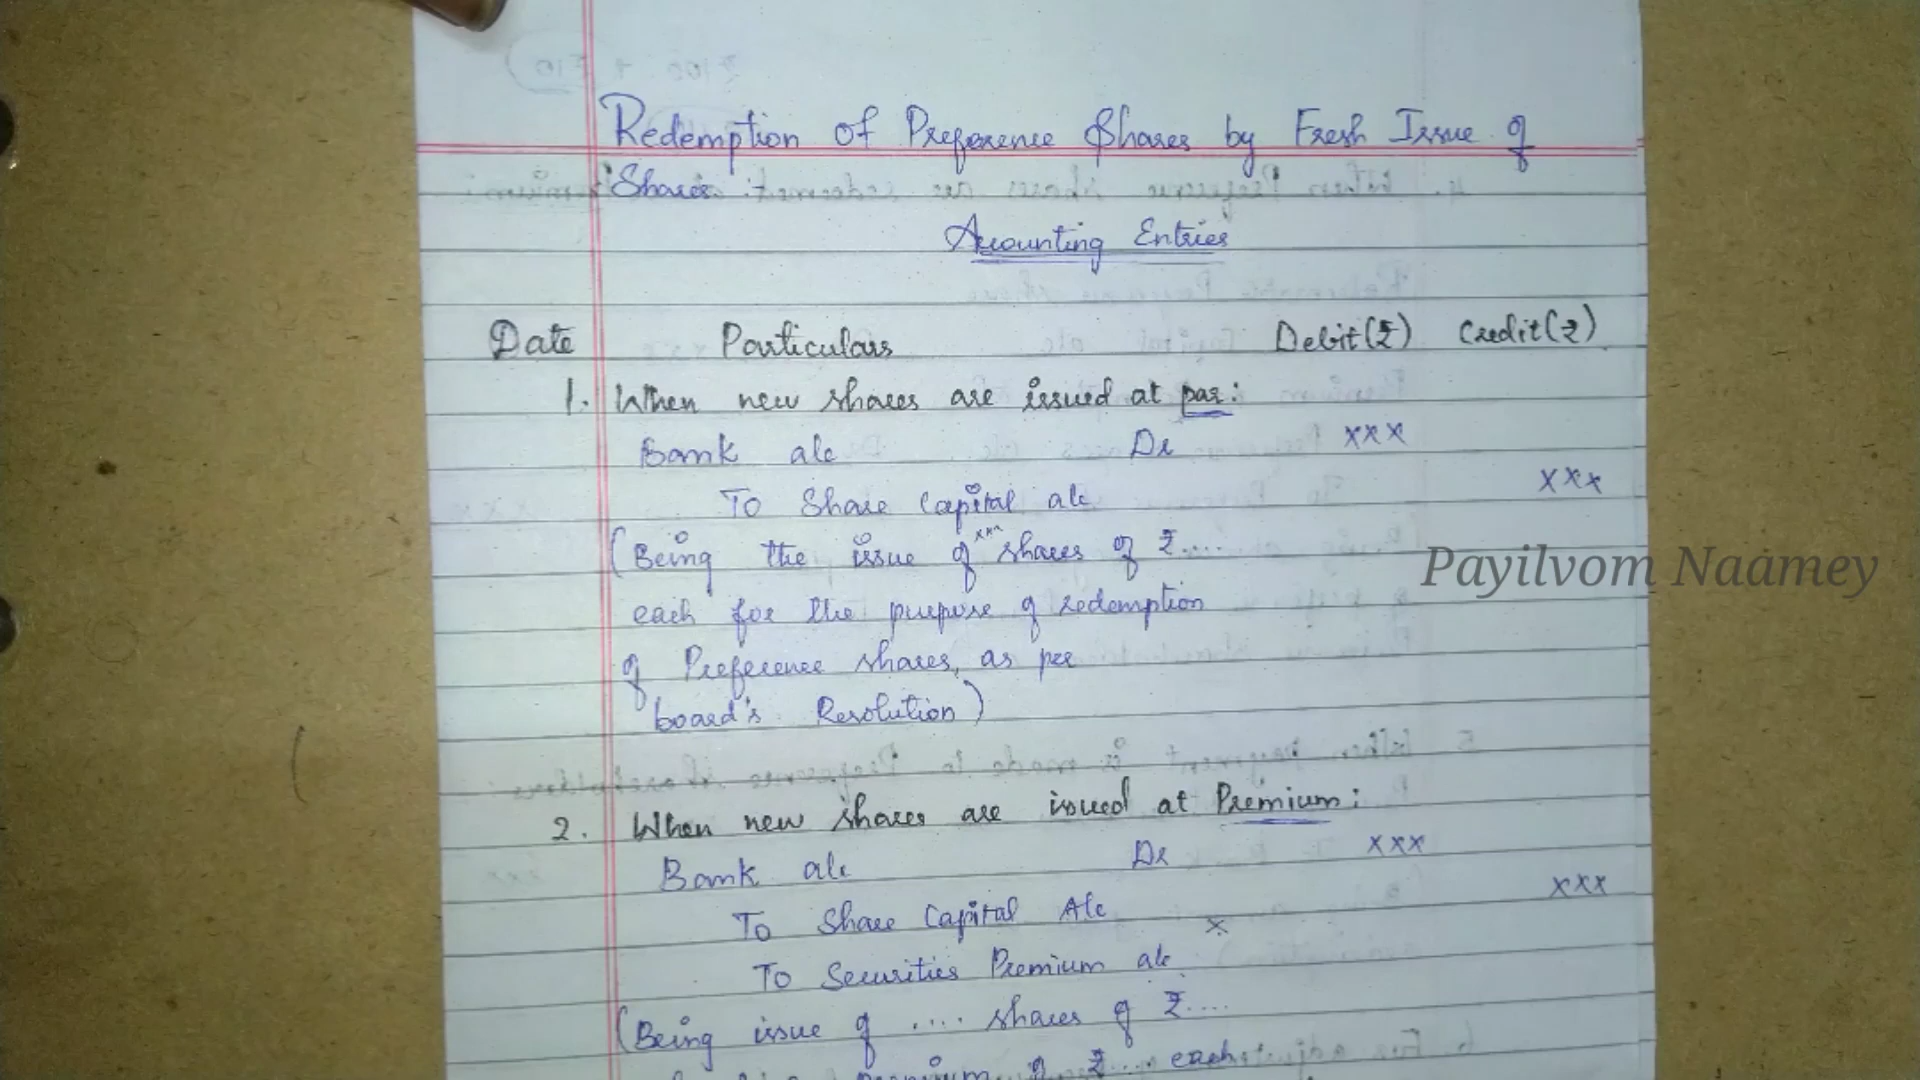 Redemption of Preference Shares by Fresh Issue of
Shares:
Accounting Entries
Date Particulars Debit(₹) Credit(₹)
1. When new shares are issued at par:
Bank a/c Dr xxx
To Share Capital a/c xxx
(Being the issue of xxx shares of ₹....
each for the purpose of redemption
of Preference shares, as per
board's Resolution)
Payilvom Naamey
2. When new shares are issued at Premium:
Bank a/c Dr xxx
To Share Capital A/c x xxx
To Securities Premium a/c
(Being issue of .... shares of ₹....
premium of ₹.... each